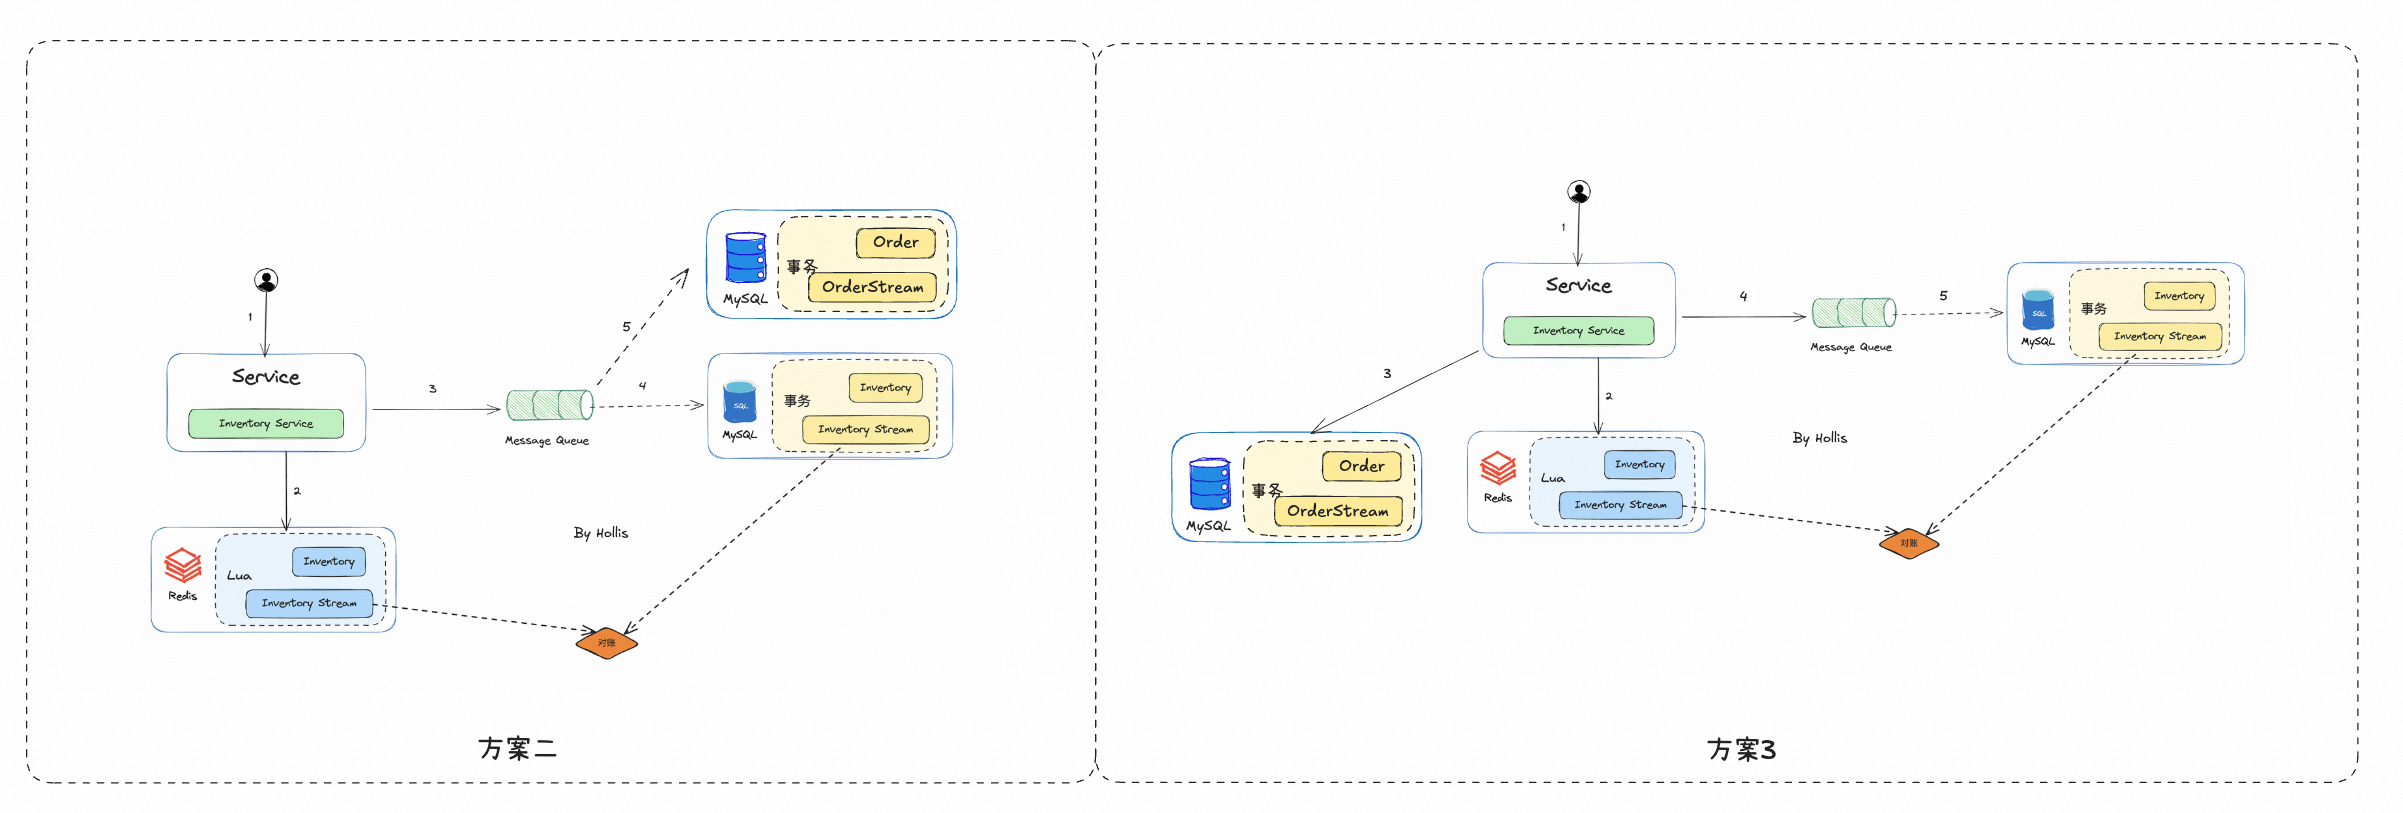 1
Service
Inventory Service
2
3
Message Queue
4
5
MySQL
事务
Order
OrderStream
SQL
MySQL
事务
Inventory
Inventory Stream
Redis
Lua
Inventory
Inventory Stream
By Hollis
对账
方案二
1
Service
Inventory Service
2
3
4
Message Queue
5
SQL
MySQL
事务
Inventory
Inventory Stream
MySQL
事务
Order
OrderStream
Redis
Lua
Inventory
Inventory Stream
By Hollis
对账
方案3